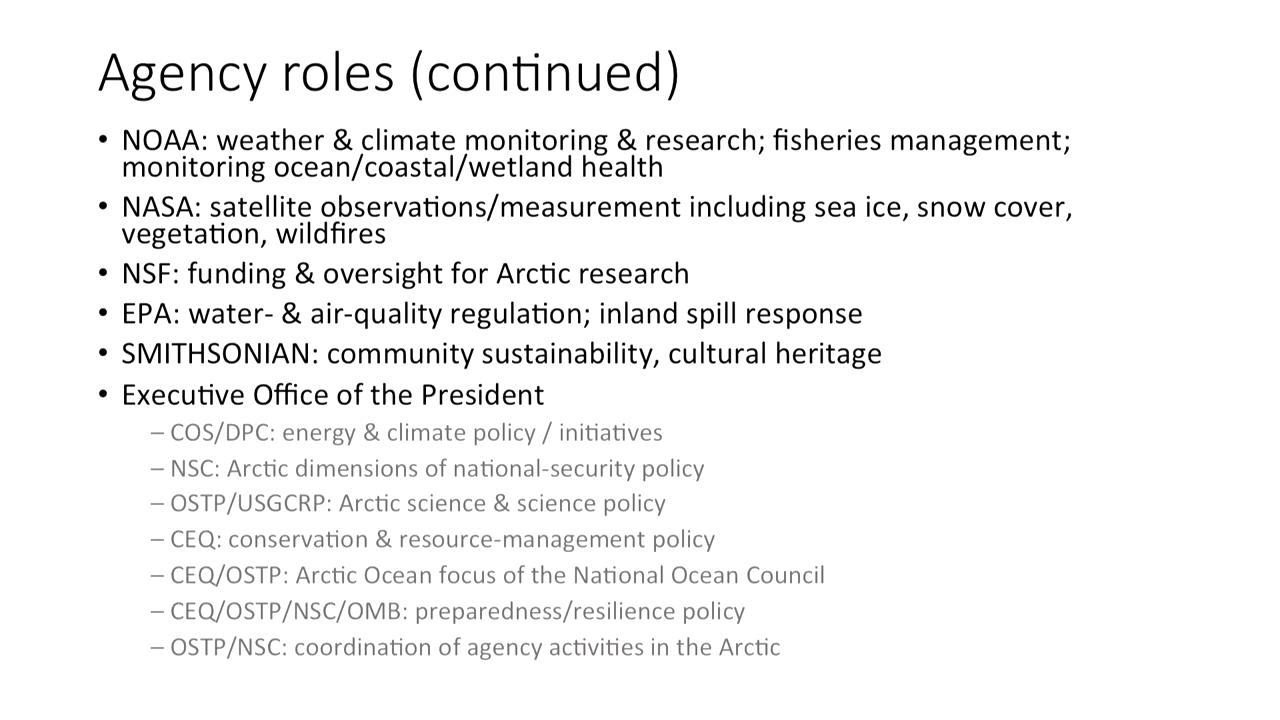 Agency roles (continued)
• NOAA: weather & climate monitoring & research; fisheries management;
monitoring ocean/coastal/wetland health
• NASA: satellite observations/measurement including sea ice, snow cover,
vegetation, wildfires
• NSF: funding & oversight for Arctic research
• EPA: water- & air-quality regulation; inland spill response
• SMITHSONIAN: community sustainability, cultural heritage
• Executive Office of the President
– COS/DPC: energy & climate policy / initiatives
– NSC: Arctic dimensions of national-security policy
– OSTP/USGCRP: Arctic science & science policy
– CEQ: conservation & resource-management policy
– CEQ/OSTP: Arctic Ocean focus of the National Ocean Council
– CEQ/OSTP/NSC/OMB: preparedness/resilience policy
– OSTP/NSC: coordination of agency activities in the Arctic